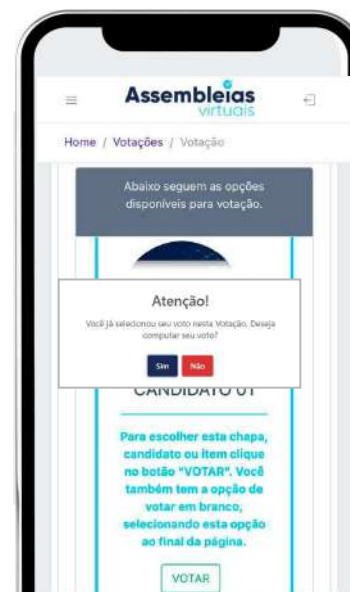 Assembleias
virtuais
Home / Votações / Votação
Abaixo seguem as opções
disponíveis para votação.
Atenção!
Você já selecionou seu voto nesta Votação. Deseja
computar seu voto?
Sim Não
CANDIDATO 01
Para escolher esta chapa,
candidato ou item clique
no botão "VOTAR". Você
também tem a opção de
votar em branco,
selecionando esta opção
ao final da página.
VOTAR